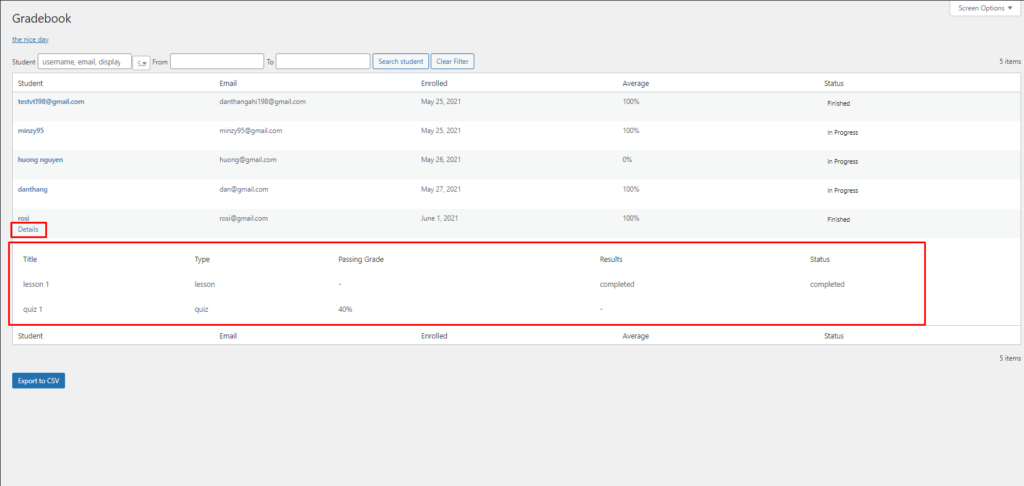 Screen Options ▼
Gradebook
the nice day
Student username, email, display From To Search student Clear Filter 5 items
Student Email Enrolled Average Status
testvt198@gmail.com danthangahi198@gmail.com May 25, 2021 100% Finished
minzy95 minzy95@gmail.com May 25, 2021 100% In Progress
huong nguyen huong@gmail.com May 26, 2021 0% In Progress
danthang dan@gmail.com May 27, 2021 100% In Progress
rosi rosi@gmail.com June 1, 2021 100% Finished
Details
Title Type Passing Grade Results Status
lesson 1 lesson - completed completed
quiz 1 quiz 40% -
Student Email Enrolled Average Status
5 items
Export to CSV